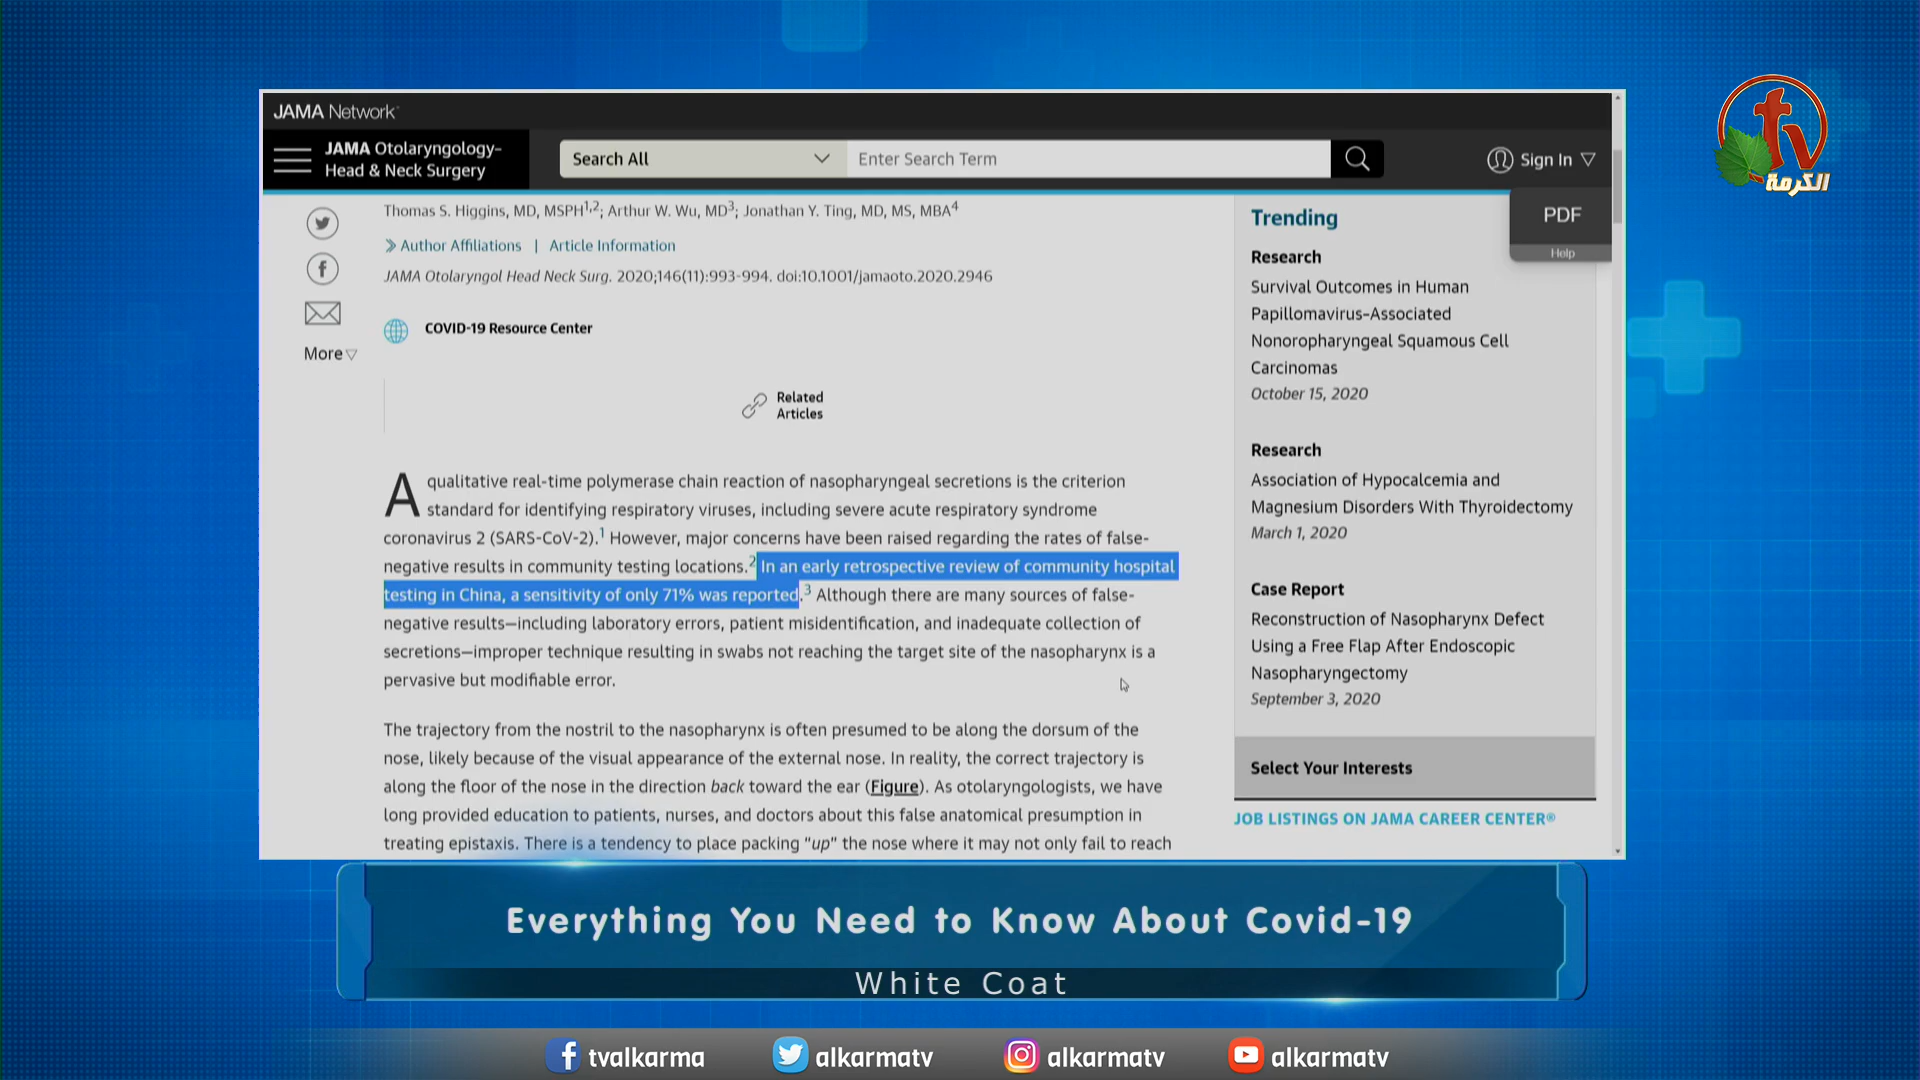 JAMA Network
JAMA Otolaryngology–
Head & Neck Surgery
Search All
Enter Search Term
Sign In
PDF
Help
tv
الكرمة
Thomas S. Higgins, MD, MSPH1,2; Arthur W. Wu, MD3; Jonathan Y. Ting, MD, MS, MBA4
Author Affiliations | Article Information
JAMA Otolaryngol Head Neck Surg. 2020;146(11):993-994. doi:10.1001/jamaoto.2020.2946
COVID-19 Resource Center
More
Related
Articles
A qualitative real-time polymerase chain reaction of nasopharyngeal secretions is the criterion
standard for identifying respiratory viruses, including severe acute respiratory syndrome
coronavirus 2 (SARS-CoV-2).1 However, major concerns have been raised regarding the rates of false-
negative results in community testing locations.2 In an early retrospective review of community hospital
testing in China, a sensitivity of only 71% was reported.3 Although there are many sources of false-
negative results—including laboratory errors, patient misidentification, and inadequate collection of
secretions—improper technique resulting in swabs not reaching the target site of the nasopharynx is a
pervasive but modifiable error.
The trajectory from the nostril to the nasopharynx is often presumed to be along the dorsum of the
nose, likely because of the visual appearance of the external nose. In reality, the correct trajectory is
along the floor of the nose in the direction back toward the ear (Figure). As otolaryngologists, we have
long provided education to patients, nurses, and doctors about this false anatomical presumption in
treating epistaxis. There is a tendency to place packing “up” the nose where it may not only fail to reach
Trending
Research
Survival Outcomes in Human
Papillomavirus–Associated
Nonoropharyngeal Squamous Cell
Carcinomas
October 15, 2020
Research
Association of Hypocalcemia and
Magnesium Disorders With Thyroidectomy
March 1, 2020
Case Report
Reconstruction of Nasopharynx Defect
Using a Free Flap After Endoscopic
Nasopharyngectomy
September 3, 2020
Select Your Interests
JOB LISTINGS ON JAMA CAREER CENTER®
Everything You Need to Know About Covid-19
White Coat
tvalkarma
alkarmatv
alkarmatv
alkarmatv